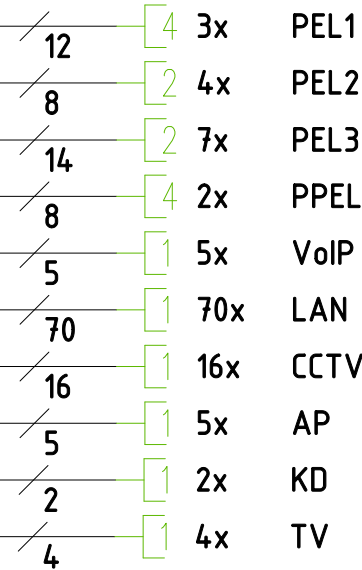 4 3x PEL1
12
2 4x PEL2
8
2 7x PEL3
14
4 2x PPEL
8
1 5x VoIP
5
1 70x LAN
70
1 16x CCTV
16
1 5x AP
5
1 2x KD
2
1 4x TV
4